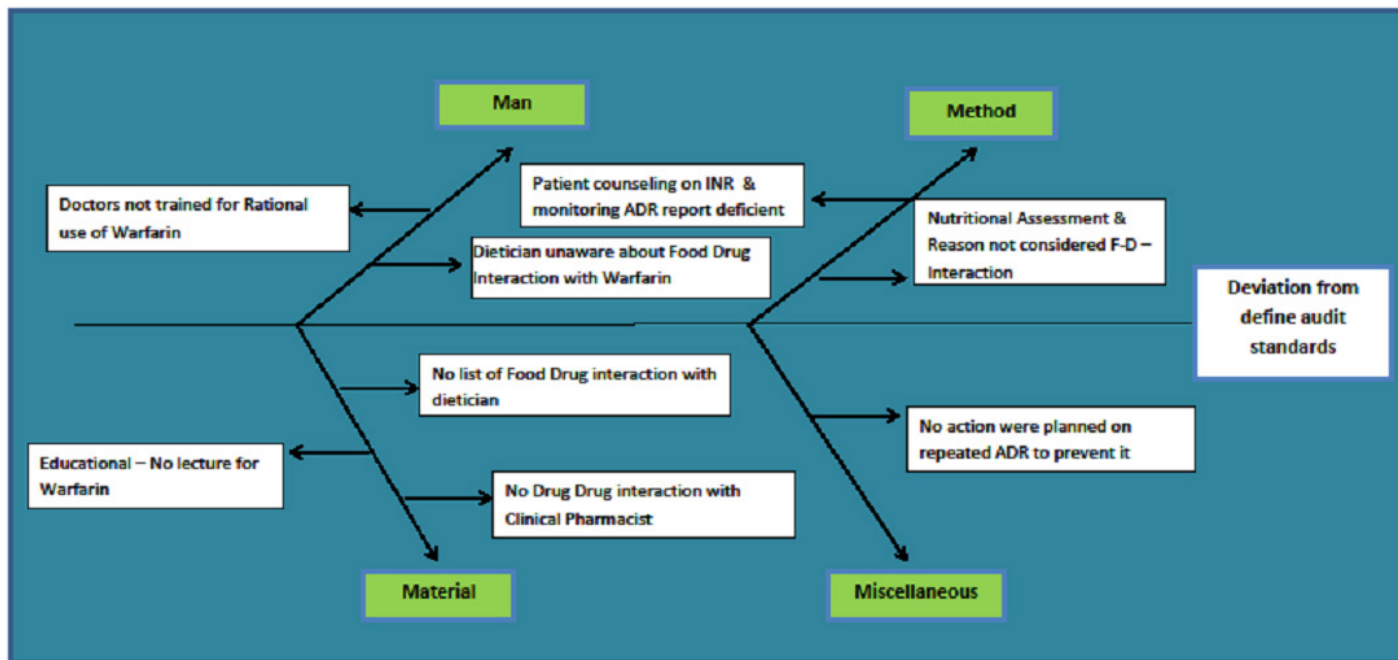 Man
Method
Doctors not trained for Rational
use of Warfarin
Patient counseling on INR &
monitoring ADR report deficient
Dietician unaware about Food Drug
Interaction with Warfarin
Nutritional Assessment &
Reason not considered F-D –
Interaction
Deviation from
define audit
standards
No list of Food Drug interaction with
dietician
Educational – No lecture for
Warfarin
No Drug Drug interaction with
Clinical Pharmacist
No action were planned on
repeated ADR to prevent it
Material
Miscellaneous